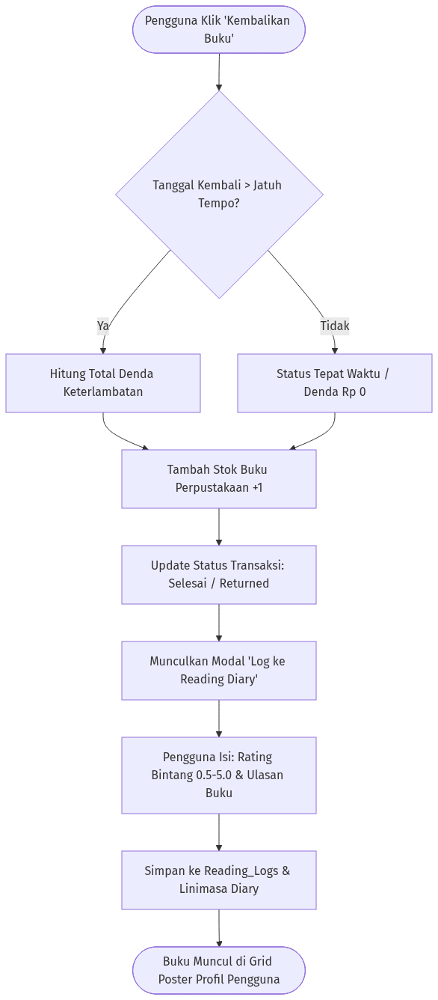 Pengguna Klik 'Kembalikan
Buku'
Tanggal Kembali > Jatuh
Tempo?
Ya
Tidak
Hitung Total Denda
Keterlambatan
Status Tepat Waktu /
Denda Rp 0
Tambah Stok Buku
Perpustakaan +1
Update Status Transaksi:
Selesai / Returned
Munculkan Modal 'Log ke
Reading Diary'
Pengguna Isi: Rating
Bintang 0.5-5.0 & Ulasan
Buku
Simpan ke Reading_Logs &
Linimasa Diary
Buku Muncul di Grid
Poster Profil Pengguna